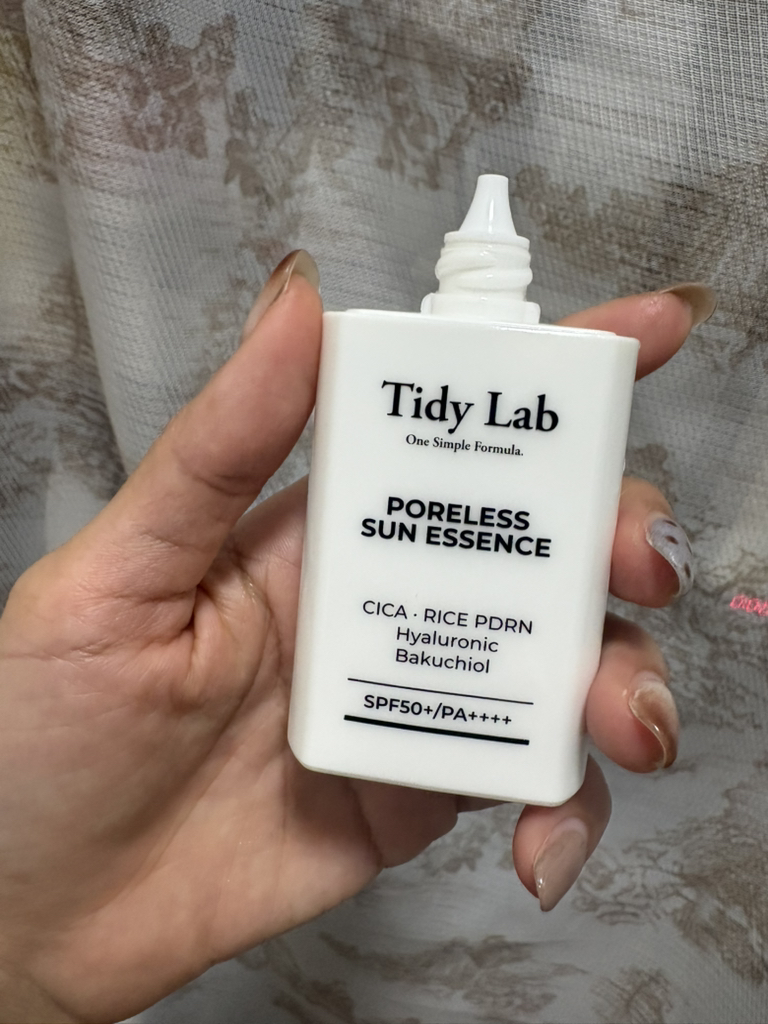 Tidy Lab
One Simple Formula.
PORELESS
SUN ESSENCE
CICA · RICE PDRN
Hyaluronic
Bakuchiol
SPF50+/PA++++